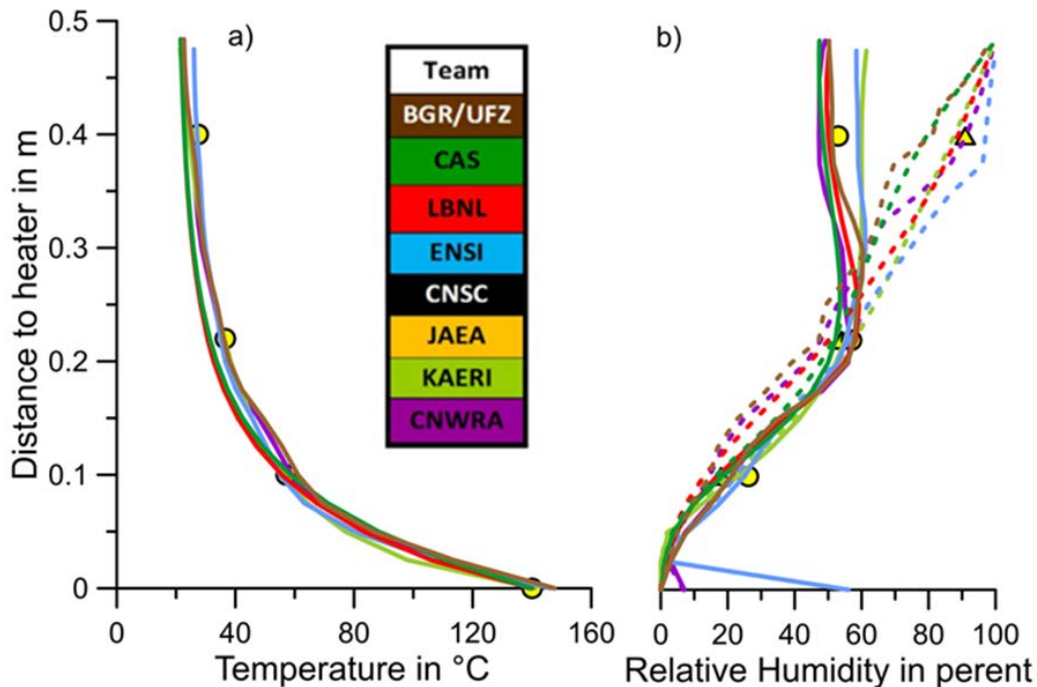 a)
b)
Distance to heater in m
0.5
0.4
0.3
0.2
0.1
0
Team
BGR/UFZ
CAS
LBNL
ENSI
CNSC
JAEA
KAERI
CNWRA
0 40 80 120 160
0 20 40 60 80 100
Temperature in °C
Relative Humidity in perent